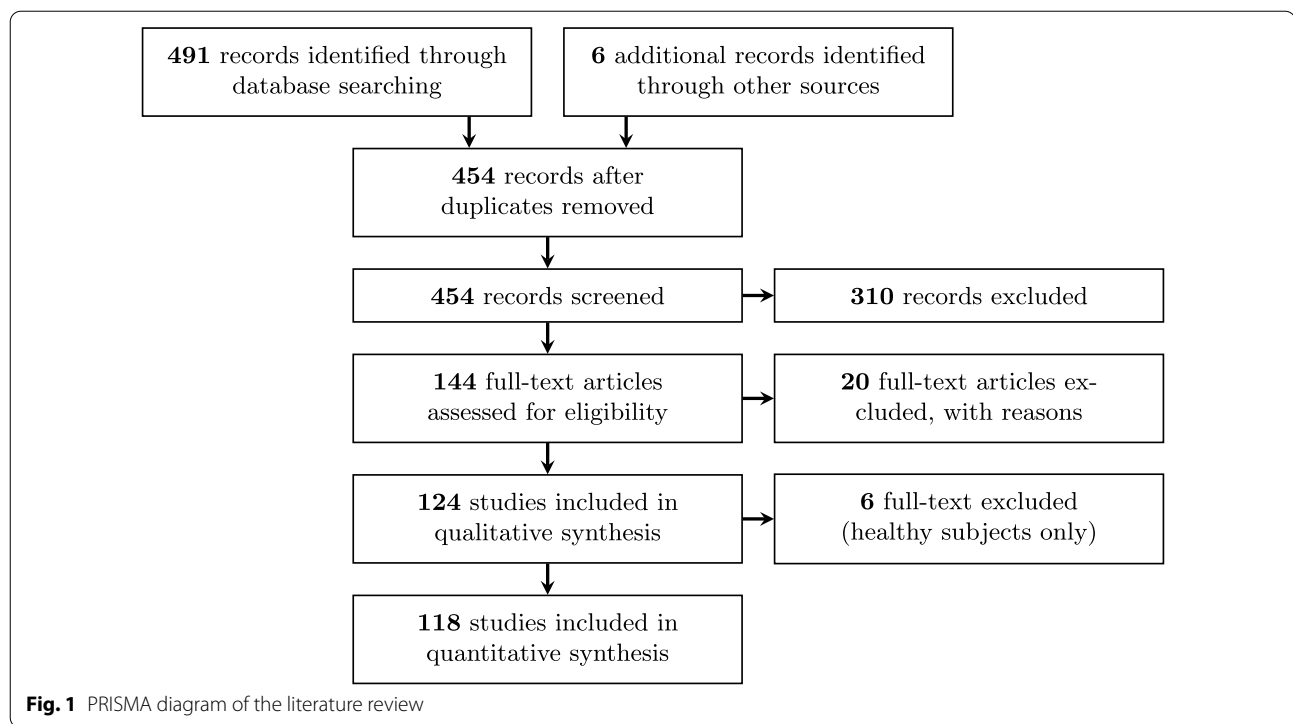 491 records identified through
database searching
6 additional records identified
through other sources
454 records after
duplicates removed
454 records screened
310 records excluded
144 full-text articles
assessed for eligibility
20 full-text articles ex-
cluded, with reasons
124 studies included in
qualitative synthesis
6 full-text excluded
(healthy subjects only)
118 studies included in
quantitative synthesis
Fig. 1 PRISMA diagram of the literature review